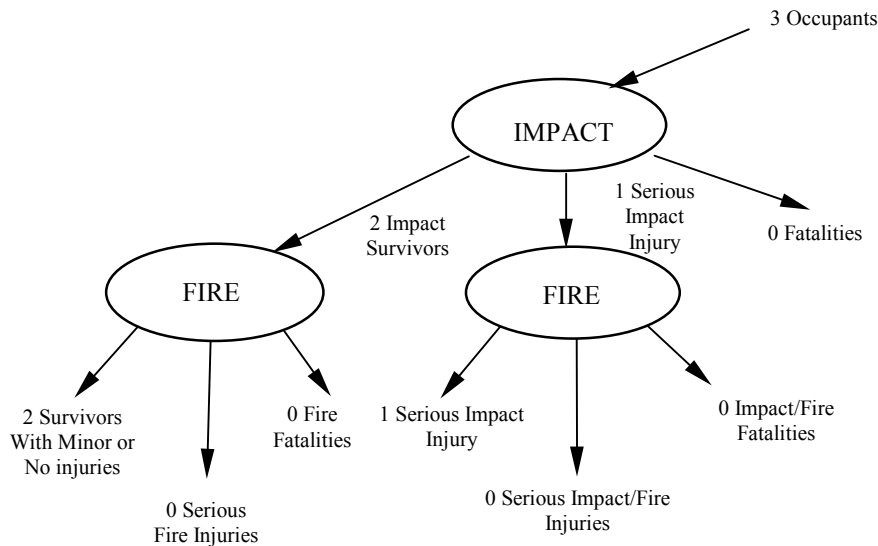 3 Occupants
IMPACT
2 Impact
Survivors
1 Serious
Impact
Injury
0 Fatalities
FIRE
FIRE
2 Survivors
With Minor or
No injuries
0 Serious
Fire Injuries
0 Fire
Fatalities
1 Serious Impact
Injury
0 Serious Impact/Fire
Injuries
0 Impact/Fire
Fatalities